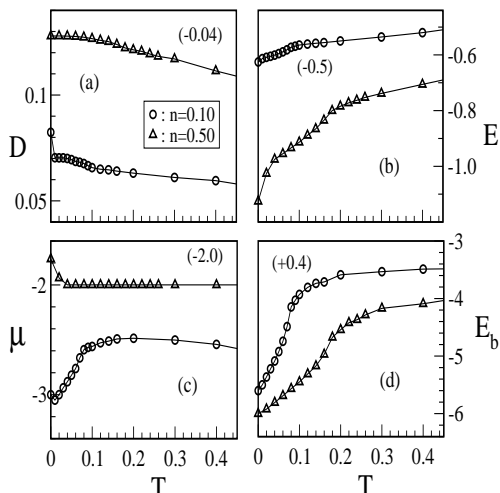 (-0.04)
(a)
0.1
D
0.05
: n=0.10
: n=0.50
(-0.5)
(b)
-0.6
-0.8
-1.0
E
(-2.0)
-2
μ
-3
(c)
0 0.1 0.2 0.3 0.4
T
(+0.4)
(d)
-3
-4
-5
-6
E_b
0 0.1 0.2 0.3 0.4
T